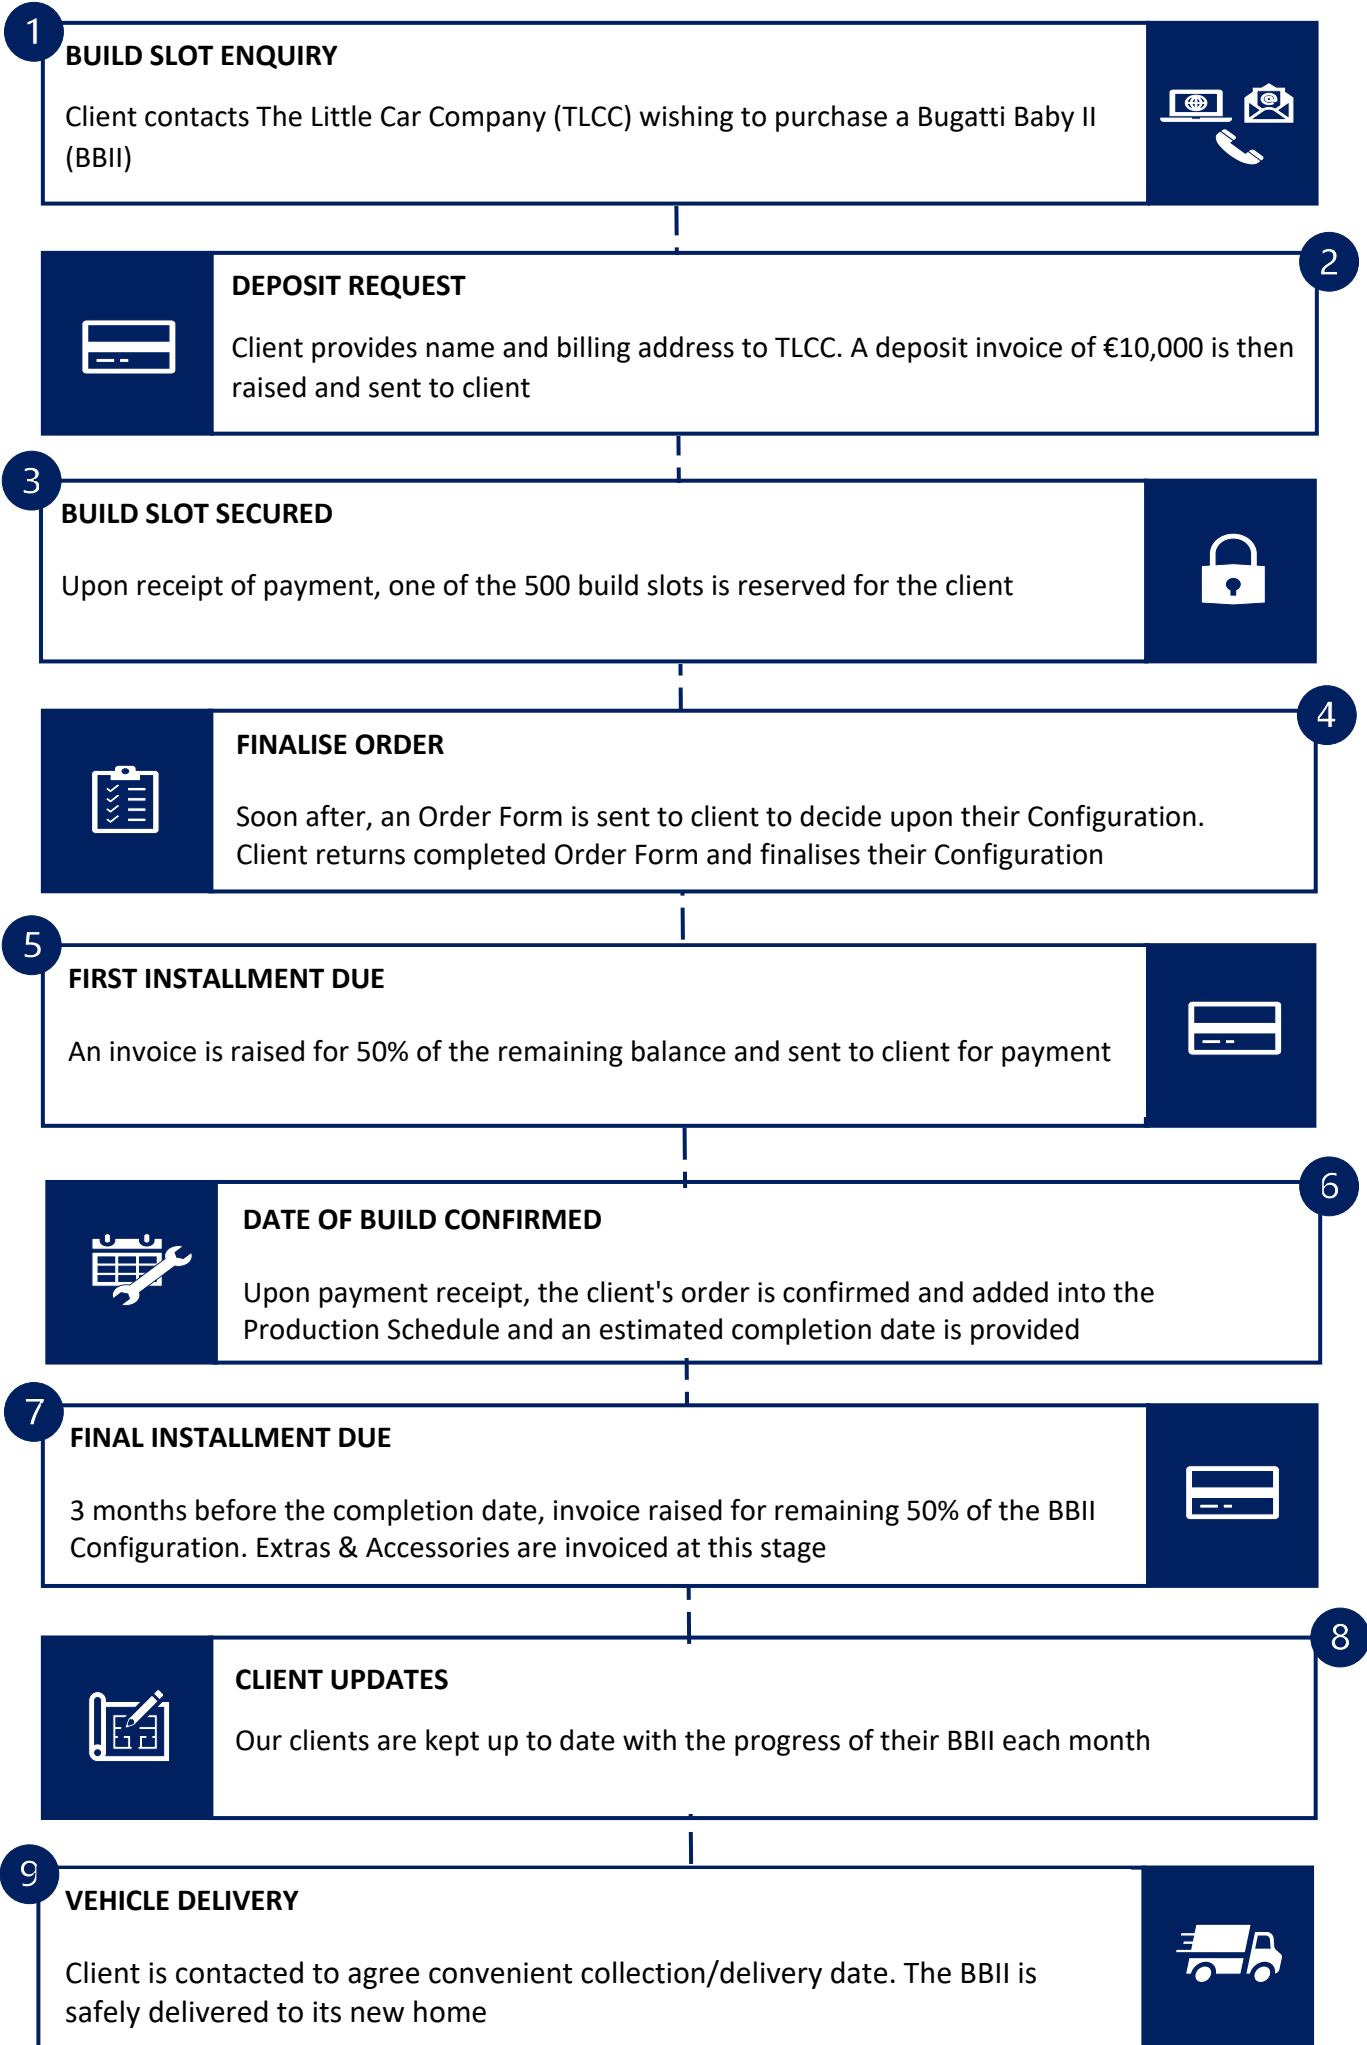 1
BUILD SLOT ENQUIRY
Client contacts The Little Car Company (TLCC) wishing to purchase a Bugatti Baby II
(BBII)
2
DEPOSIT REQUEST
Client provides name and billing address to TLCC. A deposit invoice of €10,000 is then
raised and sent to client
3
BUILD SLOT SECURED
Upon receipt of payment, one of the 500 build slots is reserved for the client
4
FINALISE ORDER
Soon after, an Order Form is sent to client to decide upon their Configuration.
Client returns completed Order Form and finalises their Configuration
5
FIRST INSTALLMENT DUE
An invoice is raised for 50% of the remaining balance and sent to client for payment
6
DATE OF BUILD CONFIRMED
Upon payment receipt, the client's order is confirmed and added into the
Production Schedule and an estimated completion date is provided
7
FINAL INSTALLMENT DUE
3 months before the completion date, invoice raised for remaining 50% of the BBII
Configuration. Extras & Accessories are invoiced at this stage
8
CLIENT UPDATES
Our clients are kept up to date with the progress of their BBII each month
9
VEHICLE DELIVERY
Client is contacted to agree convenient collection/delivery date. The BBII is
safely delivered to its new home